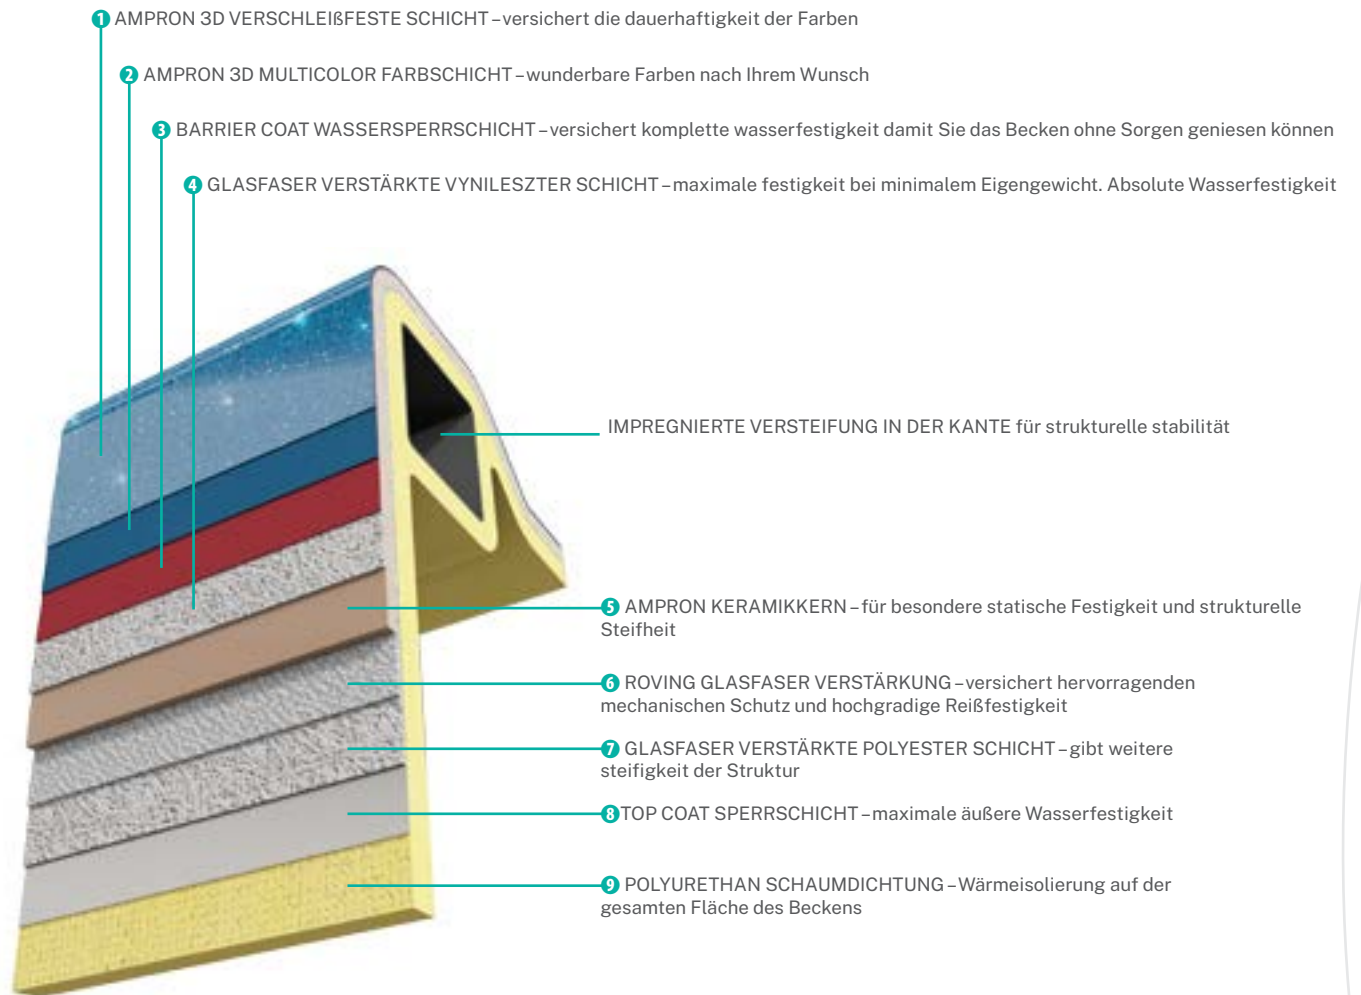 1 AMPRON 3D VERSCHLEIßFESTE SCHICHT – versichert die dauerhaftigkeit der Farben
2 AMPRON 3D MULTICOLOR FARBSCHICHT – wunderbare Farben nach Ihrem Wunsch
3 BARRIER COAT WASSERSPERRSCHICHT – versichert komplette wasserfestigkeit damit Sie das Becken ohne Sorgen geniesen können
4 GLASFASER VERSTÄRKTE VYNILESZTER SCHICHT – maximale festigkeit bei minimalem Eigengewicht. Absolute Wasserfestigkeit
IMPREGNIERTE VERSTEIFUNG IN DER KANTE für strukturelle stabilität
5 AMPRON KERAMIKKERN – für besondere statische Festigkeit und strukturelle
Steifheit
6 ROVING GLASFASER VERSTÄRKUNG – versichert hervorragenden
mechanischen Schutz und hochgradige Reißfestigkeit
7 GLASFASER VERSTÄRKTE POLYESTER SCHICHT – gibt weitere
steifigkeit der Struktur
8 TOP COAT SPERRSCHICHT – maximale äußere Wasserfestigkeit
9 POLYURETHAN SCHAUMDICHTUNG – Wärmeisolierung auf der
gesamten Fläche des Beckens